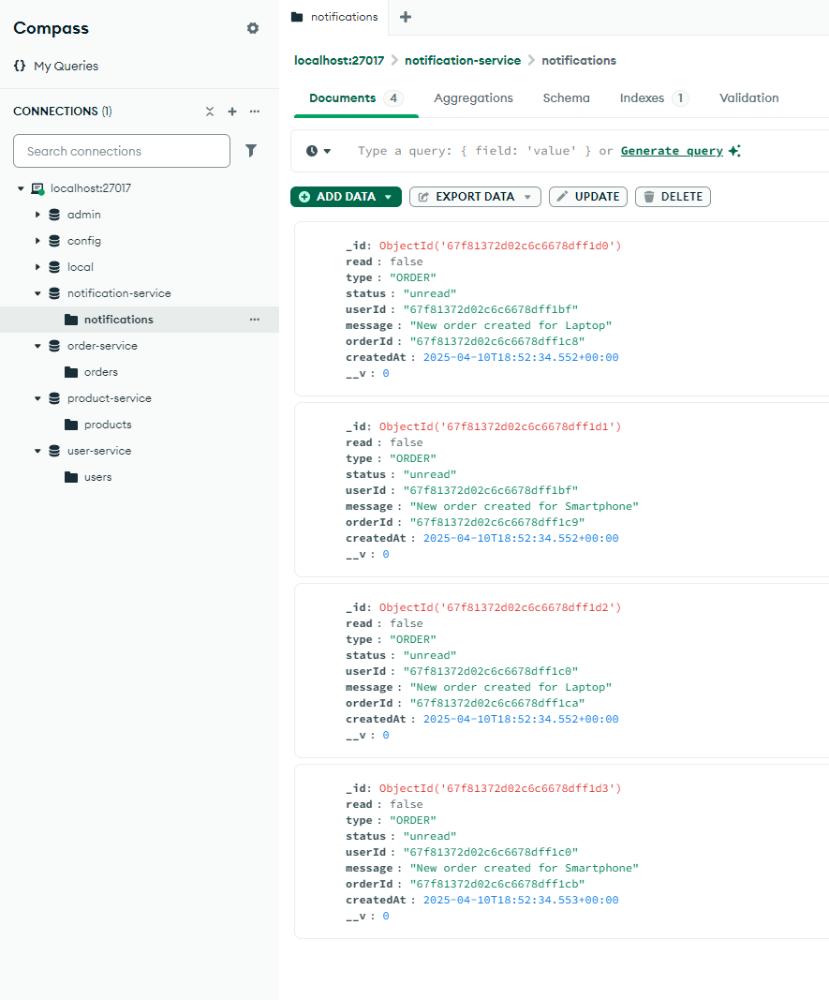 Compass
{} My Queries
CONNECTIONS (1)
Search connections
localhost:27017
admin
config
local
notification-service
notifications
order-service
orders
product-service
products
user-service
users
notifications
localhost:27017 > notification-service > notifications
Documents 4 Aggregations Schema Indexes 1 Validation
Type a query: { field: 'value' } or Generate query
ADD DATA EXPORT DATA UPDATE DELETE
_id: ObjectId('67f81372d02c6c6678dff1d0')
read : false
type : "ORDER"
status : "unread"
userId : "67f81372d02c6c6678dff1bf"
message : "New order created for Laptop"
orderId : "67f81372d02c6c6678dff1c8"
createdAt : 2025-04-10T18:52:34.552+00:00
__v : 0
_id: ObjectId('67f81372d02c6c6678dff1d1')
read : false
type : "ORDER"
status : "unread"
userId : "67f81372d02c6c6678dff1bf"
message : "New order created for Smartphone"
orderId : "67f81372d02c6c6678dff1c9"
createdAt : 2025-04-10T18:52:34.552+00:00
__v : 0
_id: ObjectId('67f81372d02c6c6678dff1d2')
read : false
type : "ORDER"
status : "unread"
userId : "67f81372d02c6c6678dff1c0"
message : "New order created for Laptop"
orderId : "67f81372d02c6c6678dff1ca"
createdAt : 2025-04-10T18:52:34.552+00:00
__v : 0
_id: ObjectId('67f81372d02c6c6678dff1d3')
read : false
type : "ORDER"
status : "unread"
userId : "67f81372d02c6c6678dff1c0"
message : "New order created for Smartphone"
orderId : "67f81372d02c6c6678dff1cb"
createdAt : 2025-04-10T18:52:34.553+00:00
__v : 0